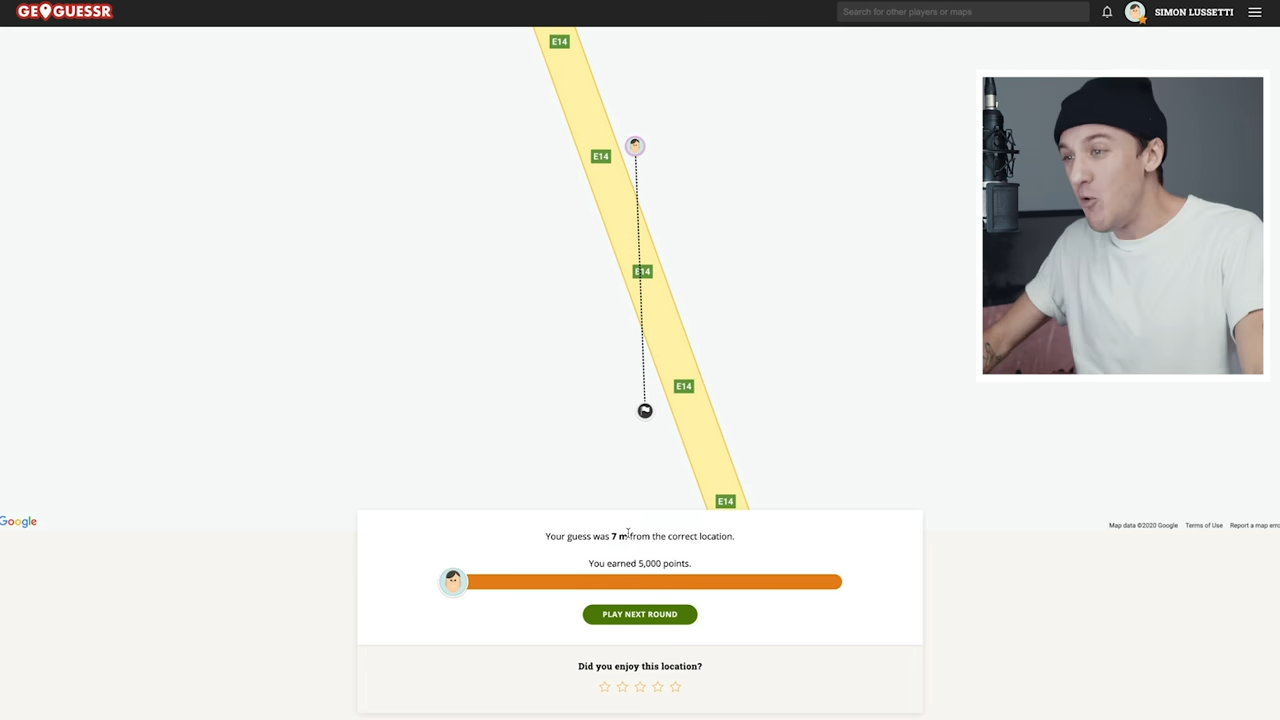 GEOGUESSR
Search for other players or maps
SIMON LUSSETTI
E14
E14
E14
E14
E14
Google
Map data ©2020 Google
Terms of Use
Report a map erro
Your guess was 7 m from the correct location.
You earned 5,000 points.
PLAY NEXT ROUND
Did you enjoy this location?